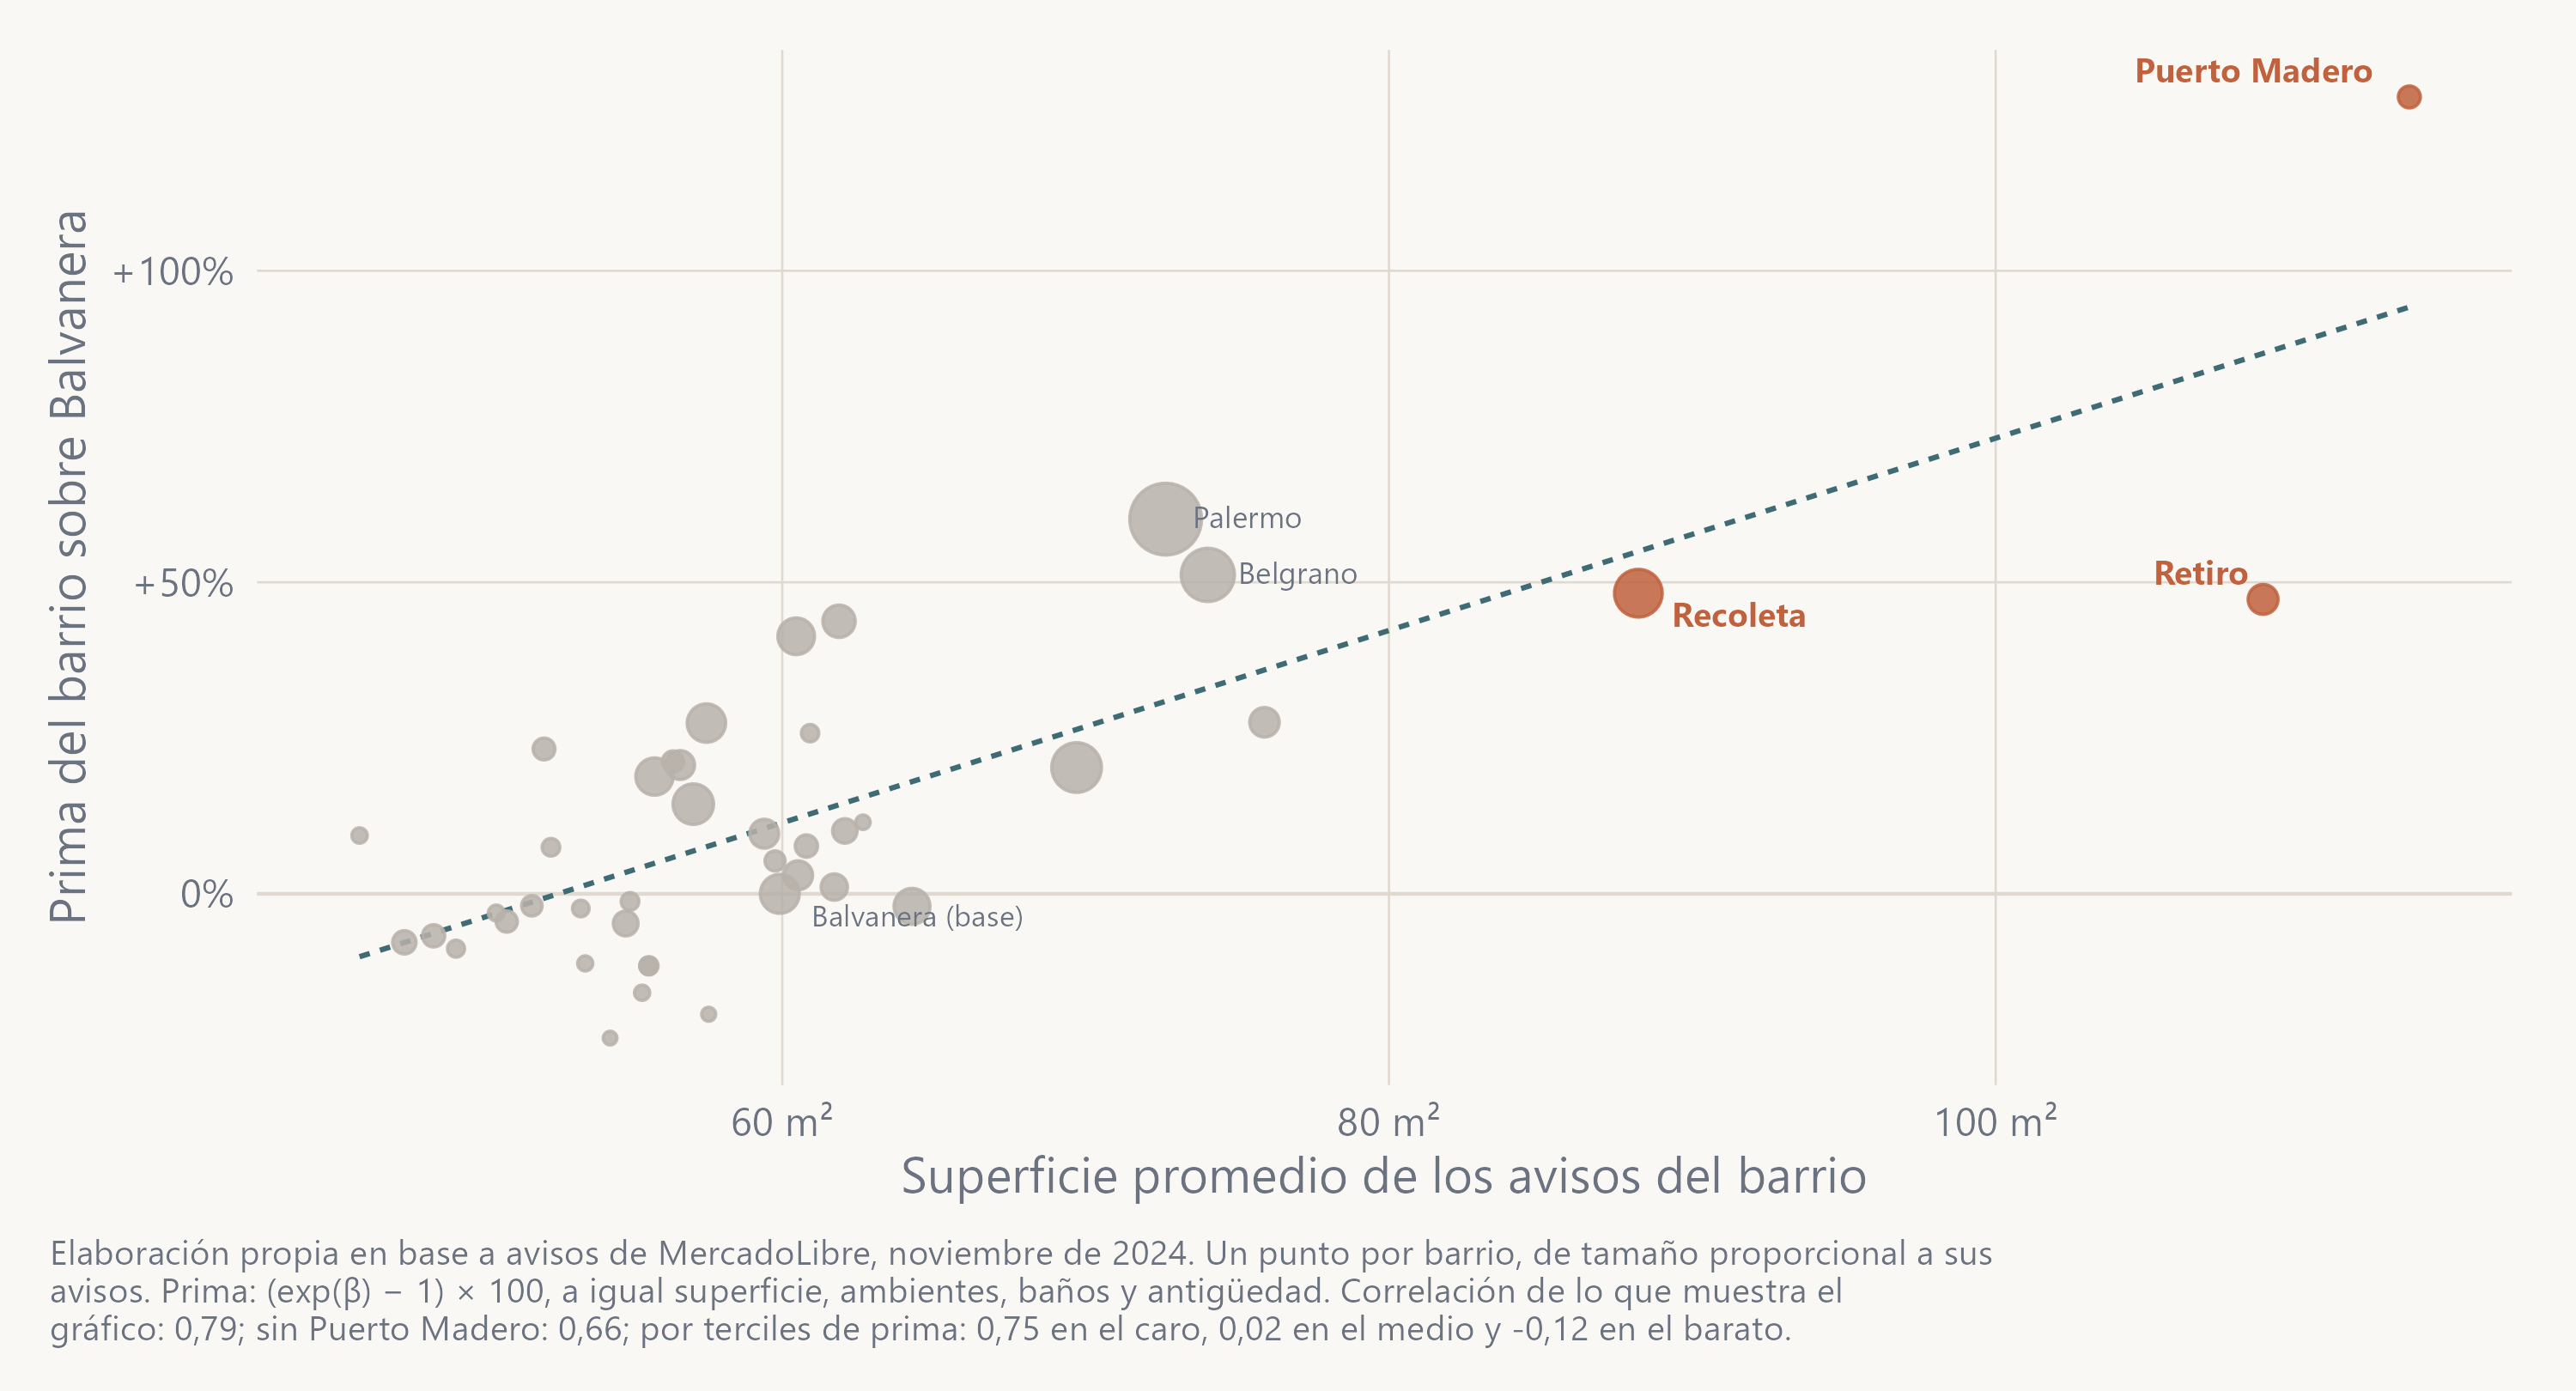 Puerto Madero
+100%
Palermo
Belgrano
+50%
Retiro
Recoleta
0%
Balvanera (base)
Prima del barrio sobre Balvanera
60 m²
80 m²
100 m²
Superficie promedio de los avisos del barrio
Elaboración propia en base a avisos de MercadoLibre, noviembre de 2024. Un punto por barrio, de tamaño proporcional a sus
avisos. Prima: (exp(β) − 1) × 100, a igual superficie, ambientes, baños y antigüedad. Correlación de lo que muestra el
gráfico: 0,79; sin Puerto Madero: 0,66; por terciles de prima: 0,75 en el caro, 0,02 en el medio y -0,12 en el barato.